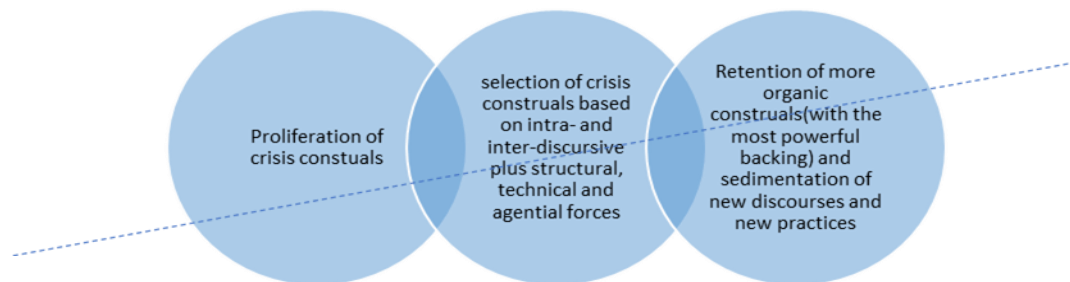 Proliferation of
crisis constuals
selection of crisis
construals based
on intra- and
inter-discursive
plus structural,
technical and
agential forces
Retention of more
organic
construals(with the
most powerful
backing) and
sedimentation of
new discourses and
new practices